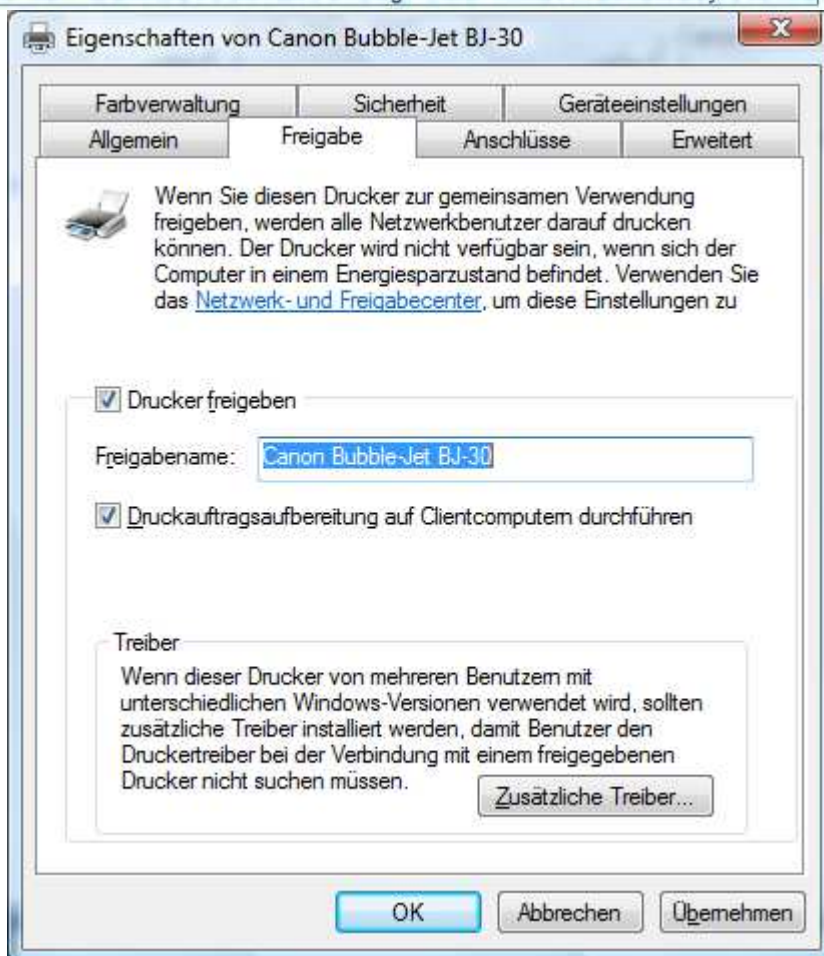 Eigenschaften von Canon Bubble-Jet BJ-30
Farbverwaltung Sicherheit Geräteeinstellungen
Allgemein Freigabe Anschlüsse Erweitert
Wenn Sie diesen Drucker zur gemeinsamen Verwendung
freigeben, werden alle Netzwerkbenutzer darauf drucken
können. Der Drucker wird nicht verfügbar sein, wenn sich der
Computer in einem Energiesparzustand befindet. Verwenden Sie
das Netzwerk- und Freigabecenter, um diese Einstellungen zu
Drucker freigeben
Freigabename: Canon Bubble-Jet BJ-30
Druckauftragsaufbereitung auf Clientcomputern durchführen
Treiber
Wenn dieser Drucker von mehreren Benutzern mit
unterschiedlichen Windows-Versionen verwendet wird, sollten
zusätzliche Treiber installiert werden, damit Benutzer den
Druckertreiber bei der Verbindung mit einem freigegebenen
Drucker nicht suchen müssen.
Zusätzliche Treiber...
OK Abbrechen Übernehmen